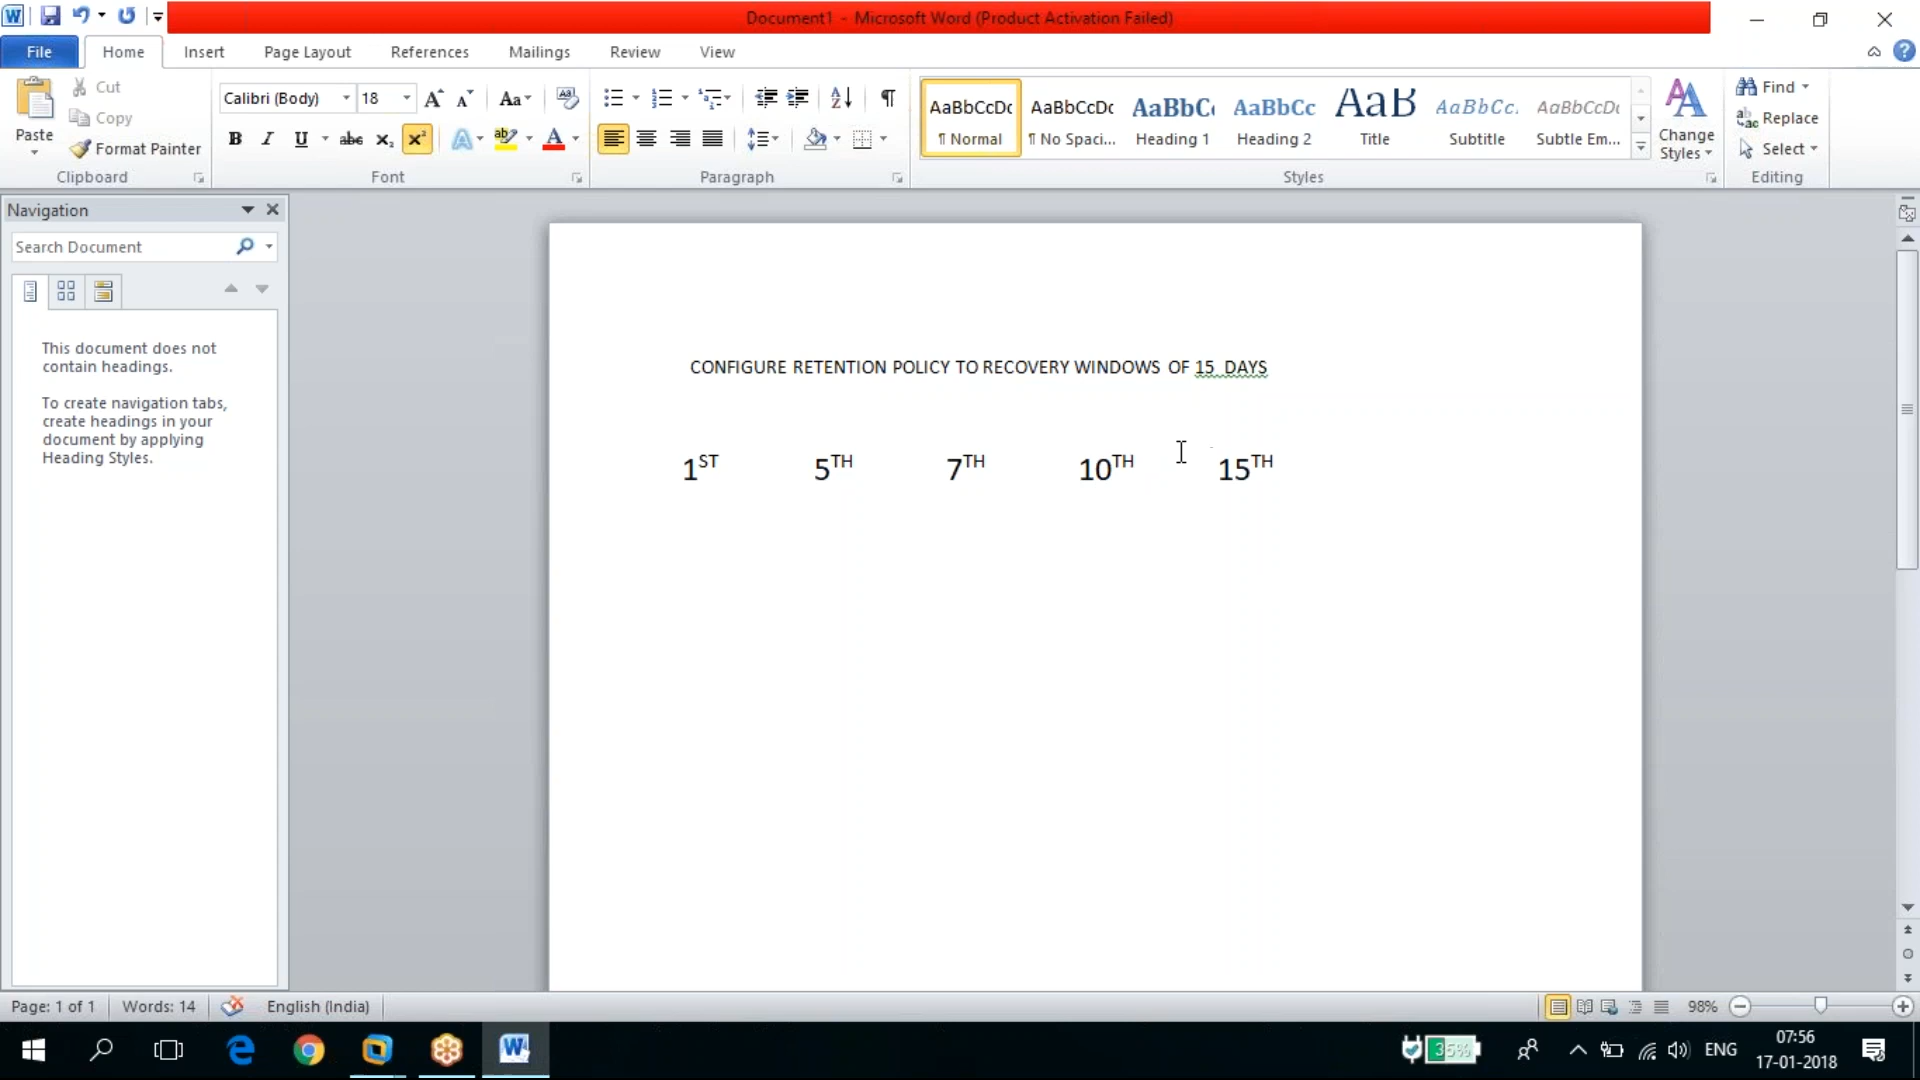 Document1 - Microsoft Word (Product Activation Failed)
File Home Insert Page Layout References Mailings Review View
Paste
Cut
Copy
Format Painter
Clipboard
Calibri (Body) 18
Font
Paragraph
AaBbCcDc AaBbCcDc AaBbC AaBbCc AaB AaBbCc. AaBbCcDc
¶ Normal ¶ No Spaci... Heading 1 Heading 2 Title Subtitle Subtle Em...
Styles
Change
Styles
Find
Replace
Select
Editing
Navigation
Search Document
This document does not
contain headings.
To create navigation tabs,
create headings in your
document by applying
Heading Styles.
CONFIGURE RETENTION POLICY TO RECOVERY WINDOWS OF 15 DAYS
1ST 5TH 7TH 10TH 15TH
Page: 1 of 1 Words: 14 English (India) 98%
35% ENG
07:56
17-01-2018